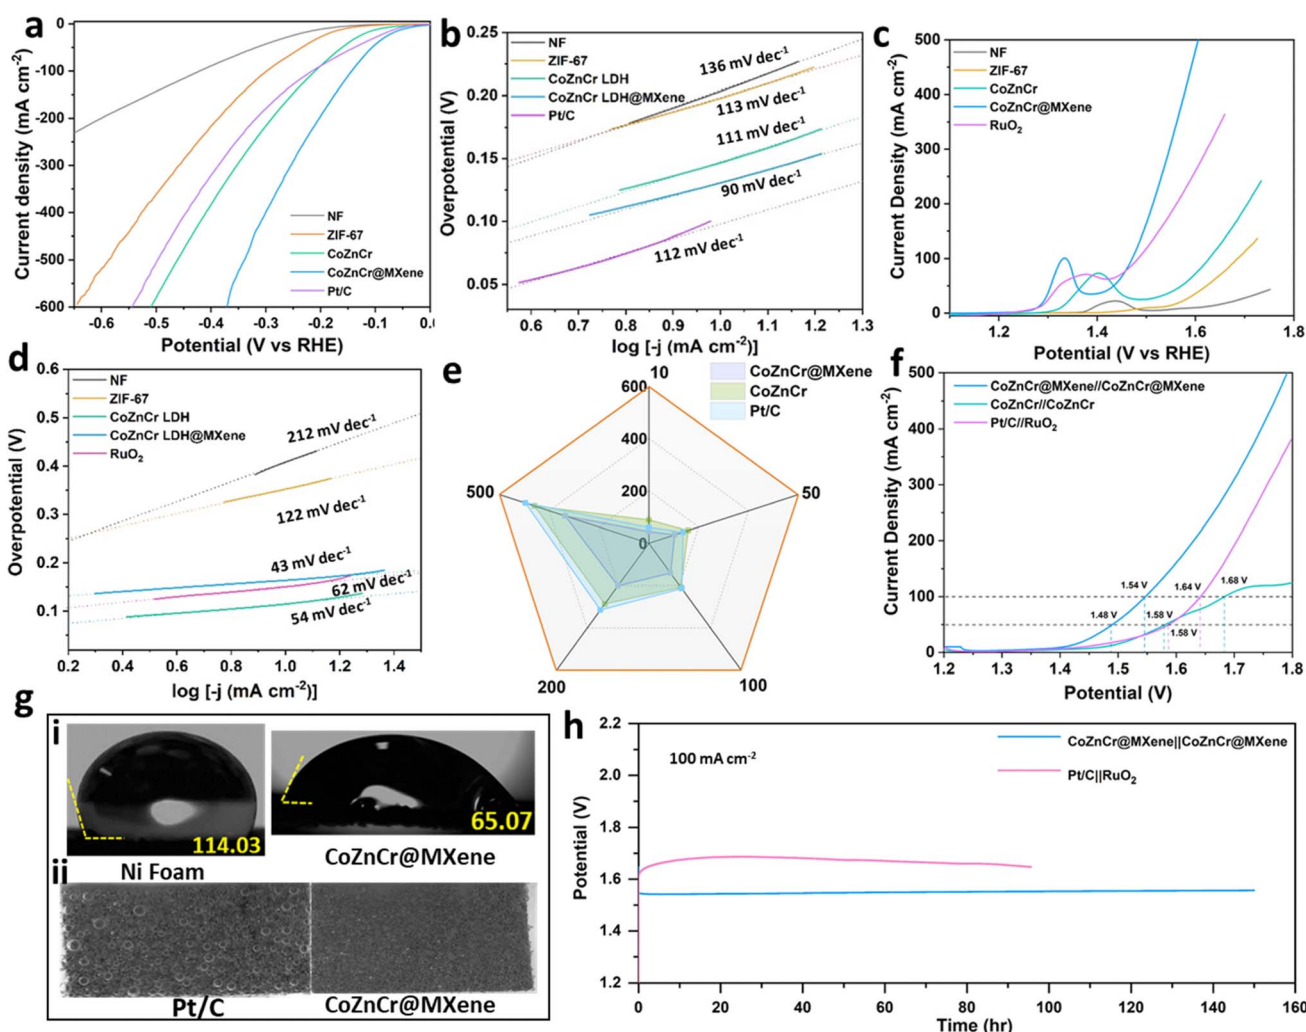 a
Current density (mA cm-2)
0
-100
-200
-300
-400
-500
-600
-0.6
-0.5
-0.4
-0.3
-0.2
-0.1
Potential (V vs RHE)
NF
ZIF-67
CoZnCr
CoZnCr@MXene
Pt/C
b
Overpotential (V)
0.25
0.20
0.15
0.10
0.05
0.6
0.7
0.8
0.9
1.0
1.1
1.2
1.3
log [-j (mA cm-2)]
NF
ZIF-67
CoZnCr LDH
CoZnCr LDH@MXene
Pt/C
136 mV dec-1
113 mV dec-1
111 mV dec-1
90 mV dec-1
112 mV dec-1
c
Current Density (mA cm-2)
500
400
300
200
100
0
1.2
1.4
1.6
1.8
Potential (V vs RHE)
NF
ZIF-67
CoZnCr
CoZnCr@MXene
RuO2
d
Overpotential (V)
0.6
0.5
0.4
0.3
0.2
0.1
0.2
0.4
0.6
0.8
1.0
1.2
1.4
log [-j (mA cm-2)]
NF
ZIF-67
CoZnCr LDH
CoZnCr LDH@MXene
RuO2
212 mV dec-1
122 mV dec-1
43 mV dec-1
62 mV dec-1
54 mV dec-1
e
10
50
100
200
500
600
400
200
0
CoZnCr@MXene
CoZnCr
Pt/C
f
Current Density (mA cm-2)
500
400
300
200
100
0
1.2
1.3
1.4
1.5
1.6
1.7
1.8
Potential (V)
CoZnCr@MXene//CoZnCr@MXene
CoZnCr//CoZnCr
Pt/C//RuO2
1.54 V
1.64 V
1.68 V
1.48 V
1.58 V
1.58 V
g
i
114.03
65.07
Ni Foam
CoZnCr@MXene
ii
Pt/C
CoZnCr@MXene
h
Potential (V)
2.2
2.0
1.8
1.6
1.4
1.2
0
20
40
60
80
100
120
140
160
Time (hr)
100 mA cm-2
CoZnCr@MXene||CoZnCr@MXene
Pt/C||RuO2